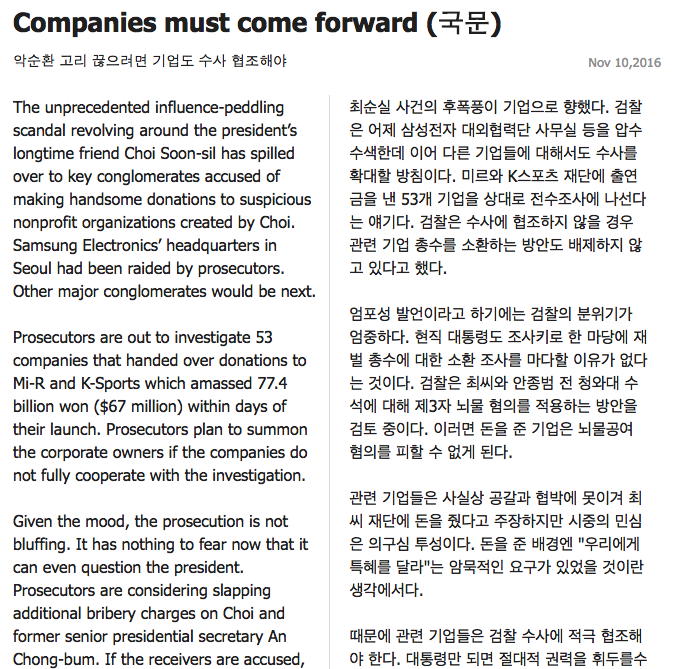 Companies must come forward (국문)
악순환 고리 끊으려면 기업도 수사 협조해야
Nov 10,2016
The unprecedented influence-peddling
scandal revolving around the president's
longtime friend Choi Soon-sil has spilled
over to key conglomerates accused of
making handsome donations to suspicious
nonprofit organizations created by Choi.
Samsung Electronics' headquarters in
Seoul had been raided by prosecutors.
Other major conglomerates would be next.
Prosecutors are out to investigate 53
companies that handed over donations to
Mi-R and K-Sports which amassed 77.4
billion won ($67 million) within days of
their launch. Prosecutors plan to summon
the corporate owners if the companies do
not fully cooperate with the investigation.
Given the mood, the prosecution is not
bluffing. It has nothing to fear now that it
can even question the president.
Prosecutors are considering slapping
additional bribery charges on Choi and
former senior presidential secretary An
Chong-bum. If the receivers are accused,
최순실 사건의 후폭풍이 기업으로 향했다. 검찰
은 어제 삼성전자 대외협력단 사무실 등을 압수
수색한데 이어 다른 기업들에 대해서도 수사를
확대할 방침이다. 미르와 K스포츠 재단에 출연
금을 낸 53개 기업을 상대로 전수조사에 나선다
는 얘기다. 검찰은 수사에 협조하지 않을 경우
관련 기업 총수를 소환하는 방안도 배제하지 않
고 있다고 했다.
엄포성 발언이라고 하기에는 검찰의 분위기가
엄중하다. 현직 대통령도 조사키로 한 마당에 재
벌 총수에 대한 소환 조사를 마다할 이유가 없다
는 것이다. 검찰은 최씨와 안종범 전 청와대 수
석에 대해 제3자 뇌물 혐의를 적용하는 방안을
검토 중이다. 이러면 돈을 준 기업은 뇌물공여
혐의를 피할 수 없게 된다.
관련 기업들은 사실상 공갈과 협박에 못이겨 최
씨 재단에 돈을 줬다고 주장하지만 시중의 민심
은 의구심 투성이다. 돈을 준 배경엔 "우리에게
특혜를 달라"는 암묵적인 요구가 있었을 것이란
생각에서다.
때문에 관련 기업들은 검찰 수사에 적극 협조해
야 한다. 대통령만 되면 절대적 권력을 휘두를수